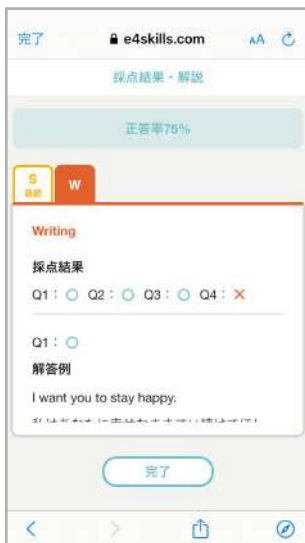 完了 e4skills.com AA
採点結果・解説
正答率75%
S
W
Writing
採点結果
Q1：○ Q2：○ Q3：○ Q4：×
Q1：○
解答例
I want you to stay happy.
完了